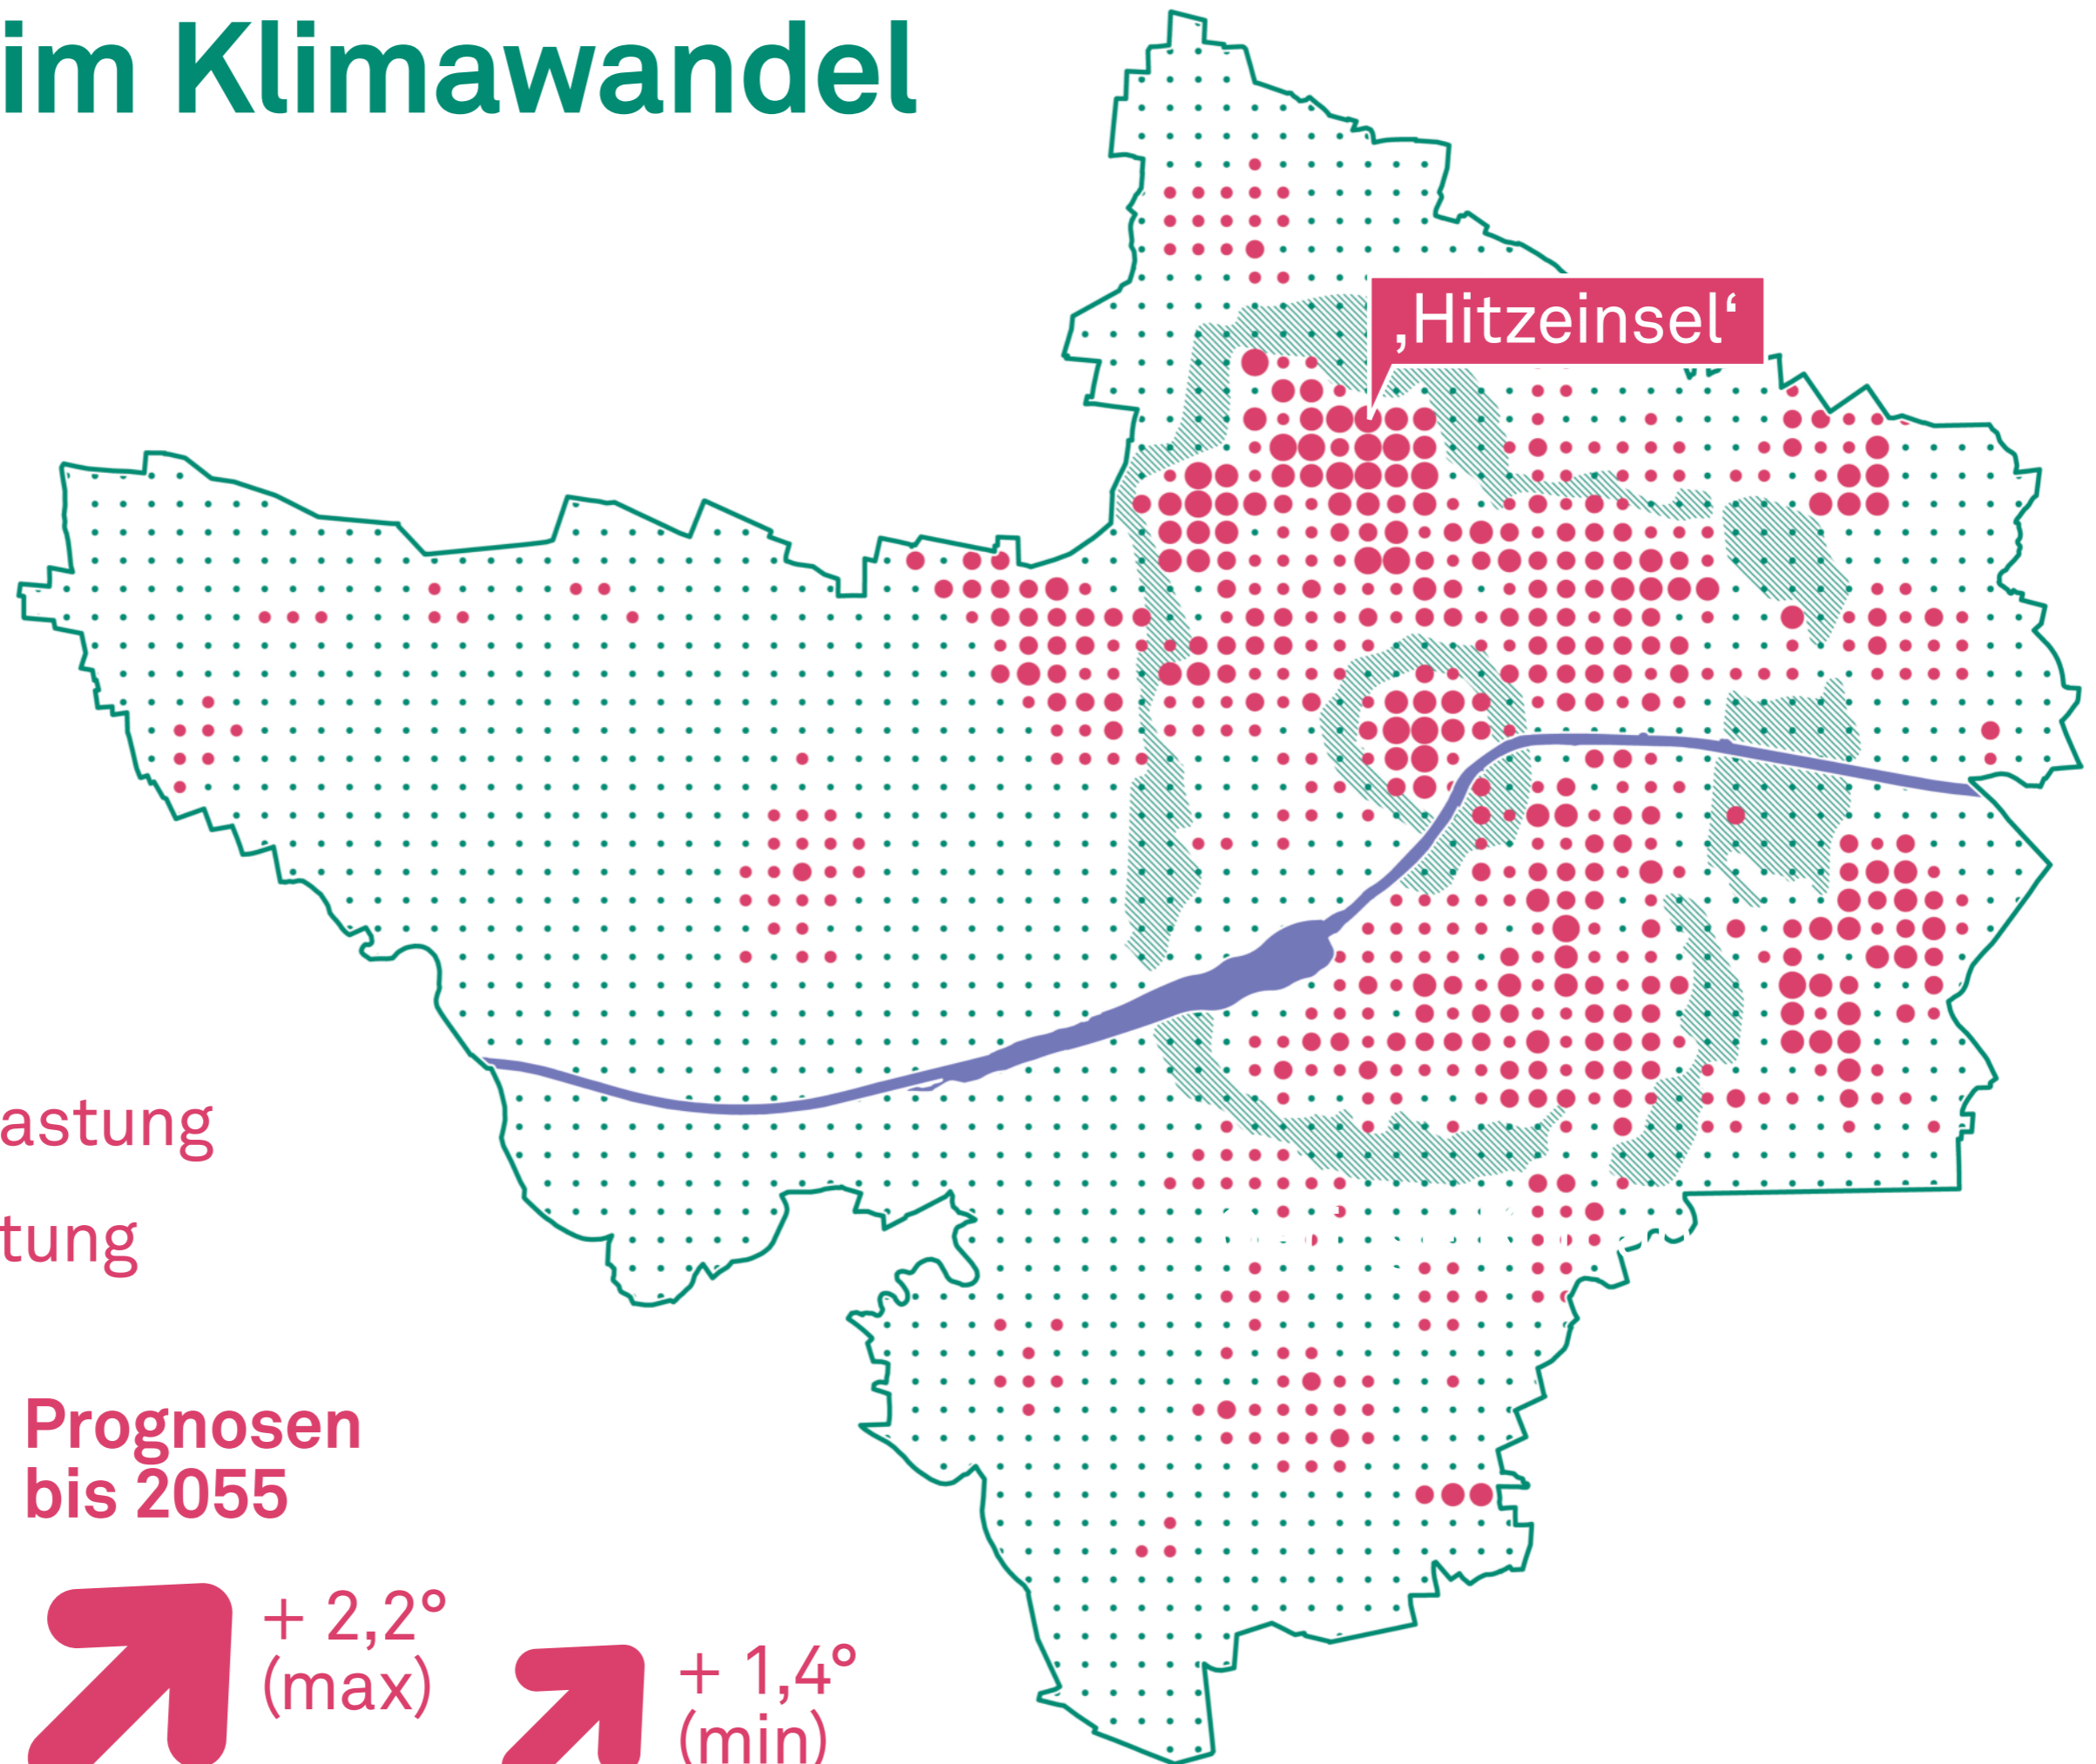 im Klimawandel
‚Hitzeinsel‘
astung
tung
Prognosen
bis 2055
+ 2,2°
(max)
+ 1,4°
(min)